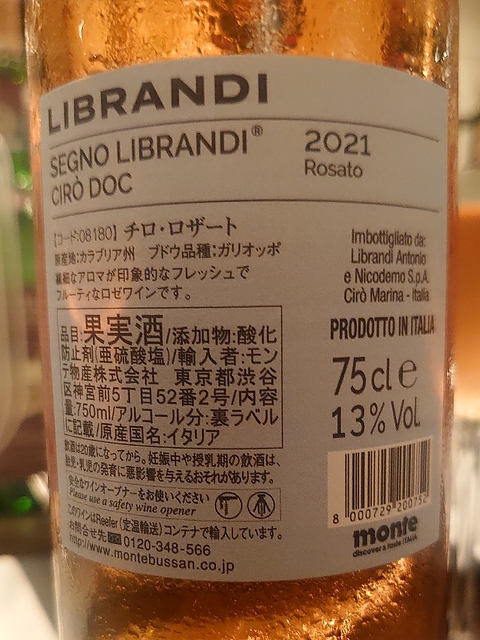 LIBRANDI
SEGNO LIBRANDI®
CIRÒ DOC
2021
Rosato
【コード:08180】チロ・ロザート
原産地:カラブリア州　ブドウ品種:ガリオッポ
繊細なアロマが印象的なフレッシュで
フルーティなロゼワインです。
品目:果実酒/添加物:酸化
防止剤(亜硫酸塩)/輸入者:モン
テ物産株式会社　東京都渋谷
区神宮前5丁目52番2号/内容
量:750ml/アルコール分:裏ラベル
に記載/原産国名:イタリア
飲酒は20歳になってから。妊娠中や授乳期の飲酒は、
胎児・乳児の発育に悪影響を与えるおそれがあります。
安全なワインオープナーをお使いください
Please use a safety wine opener
このワインはReefer(定温輸送)コンテナで輸入しています。
お問合せ先 0120-348-566
http://www.montebussan.co.jp
Imbottigliato da:
Librandi Antonio
e Nicodemo S.p.A.
Cirò Marina - Italia
PRODOTTO IN ITALIA
75cl e
13% Vol.
8 000729 200752
monte
discover & taste ITALIA